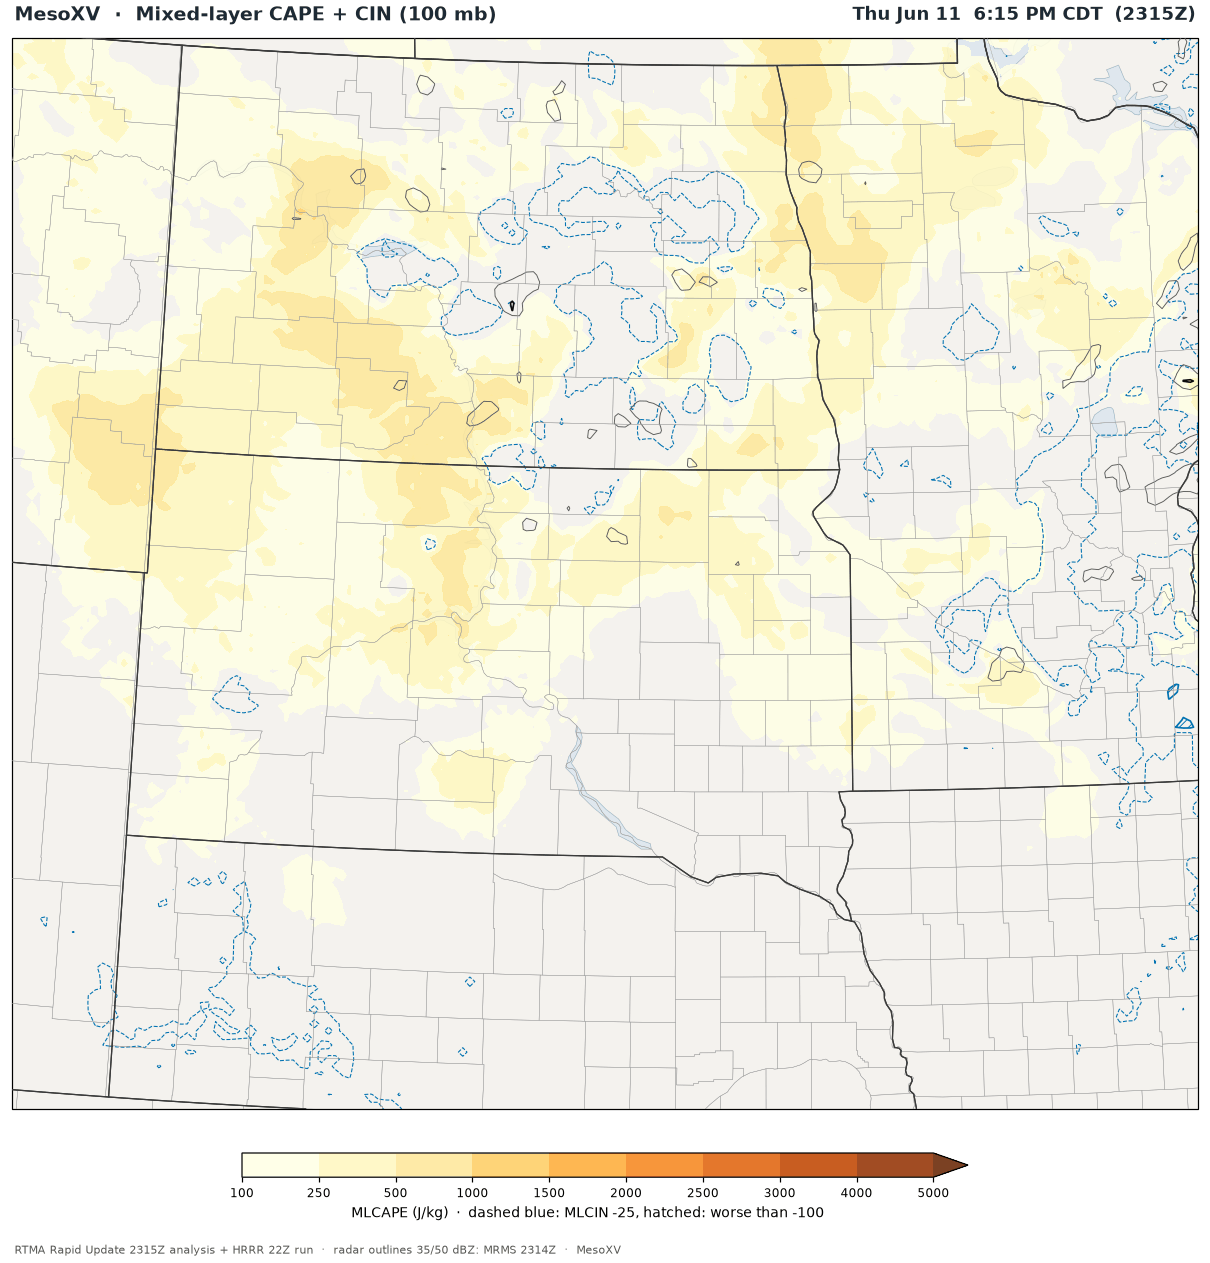 MesoXV · Mixed-layer CAPE + CIN (100 mb)
Thu Jun 11 6:15 PM CDT (2315Z)
100 250 500 1000 1500 2000 2500 3000 4000 5000
MLCAPE (J/kg) · dashed blue: MLCIN -25, hatched: worse than -100
RTMA Rapid Update 2315Z analysis + HRRR 22Z run · radar outlines 35/50 dBZ: MRMS 2314Z · MesoXV